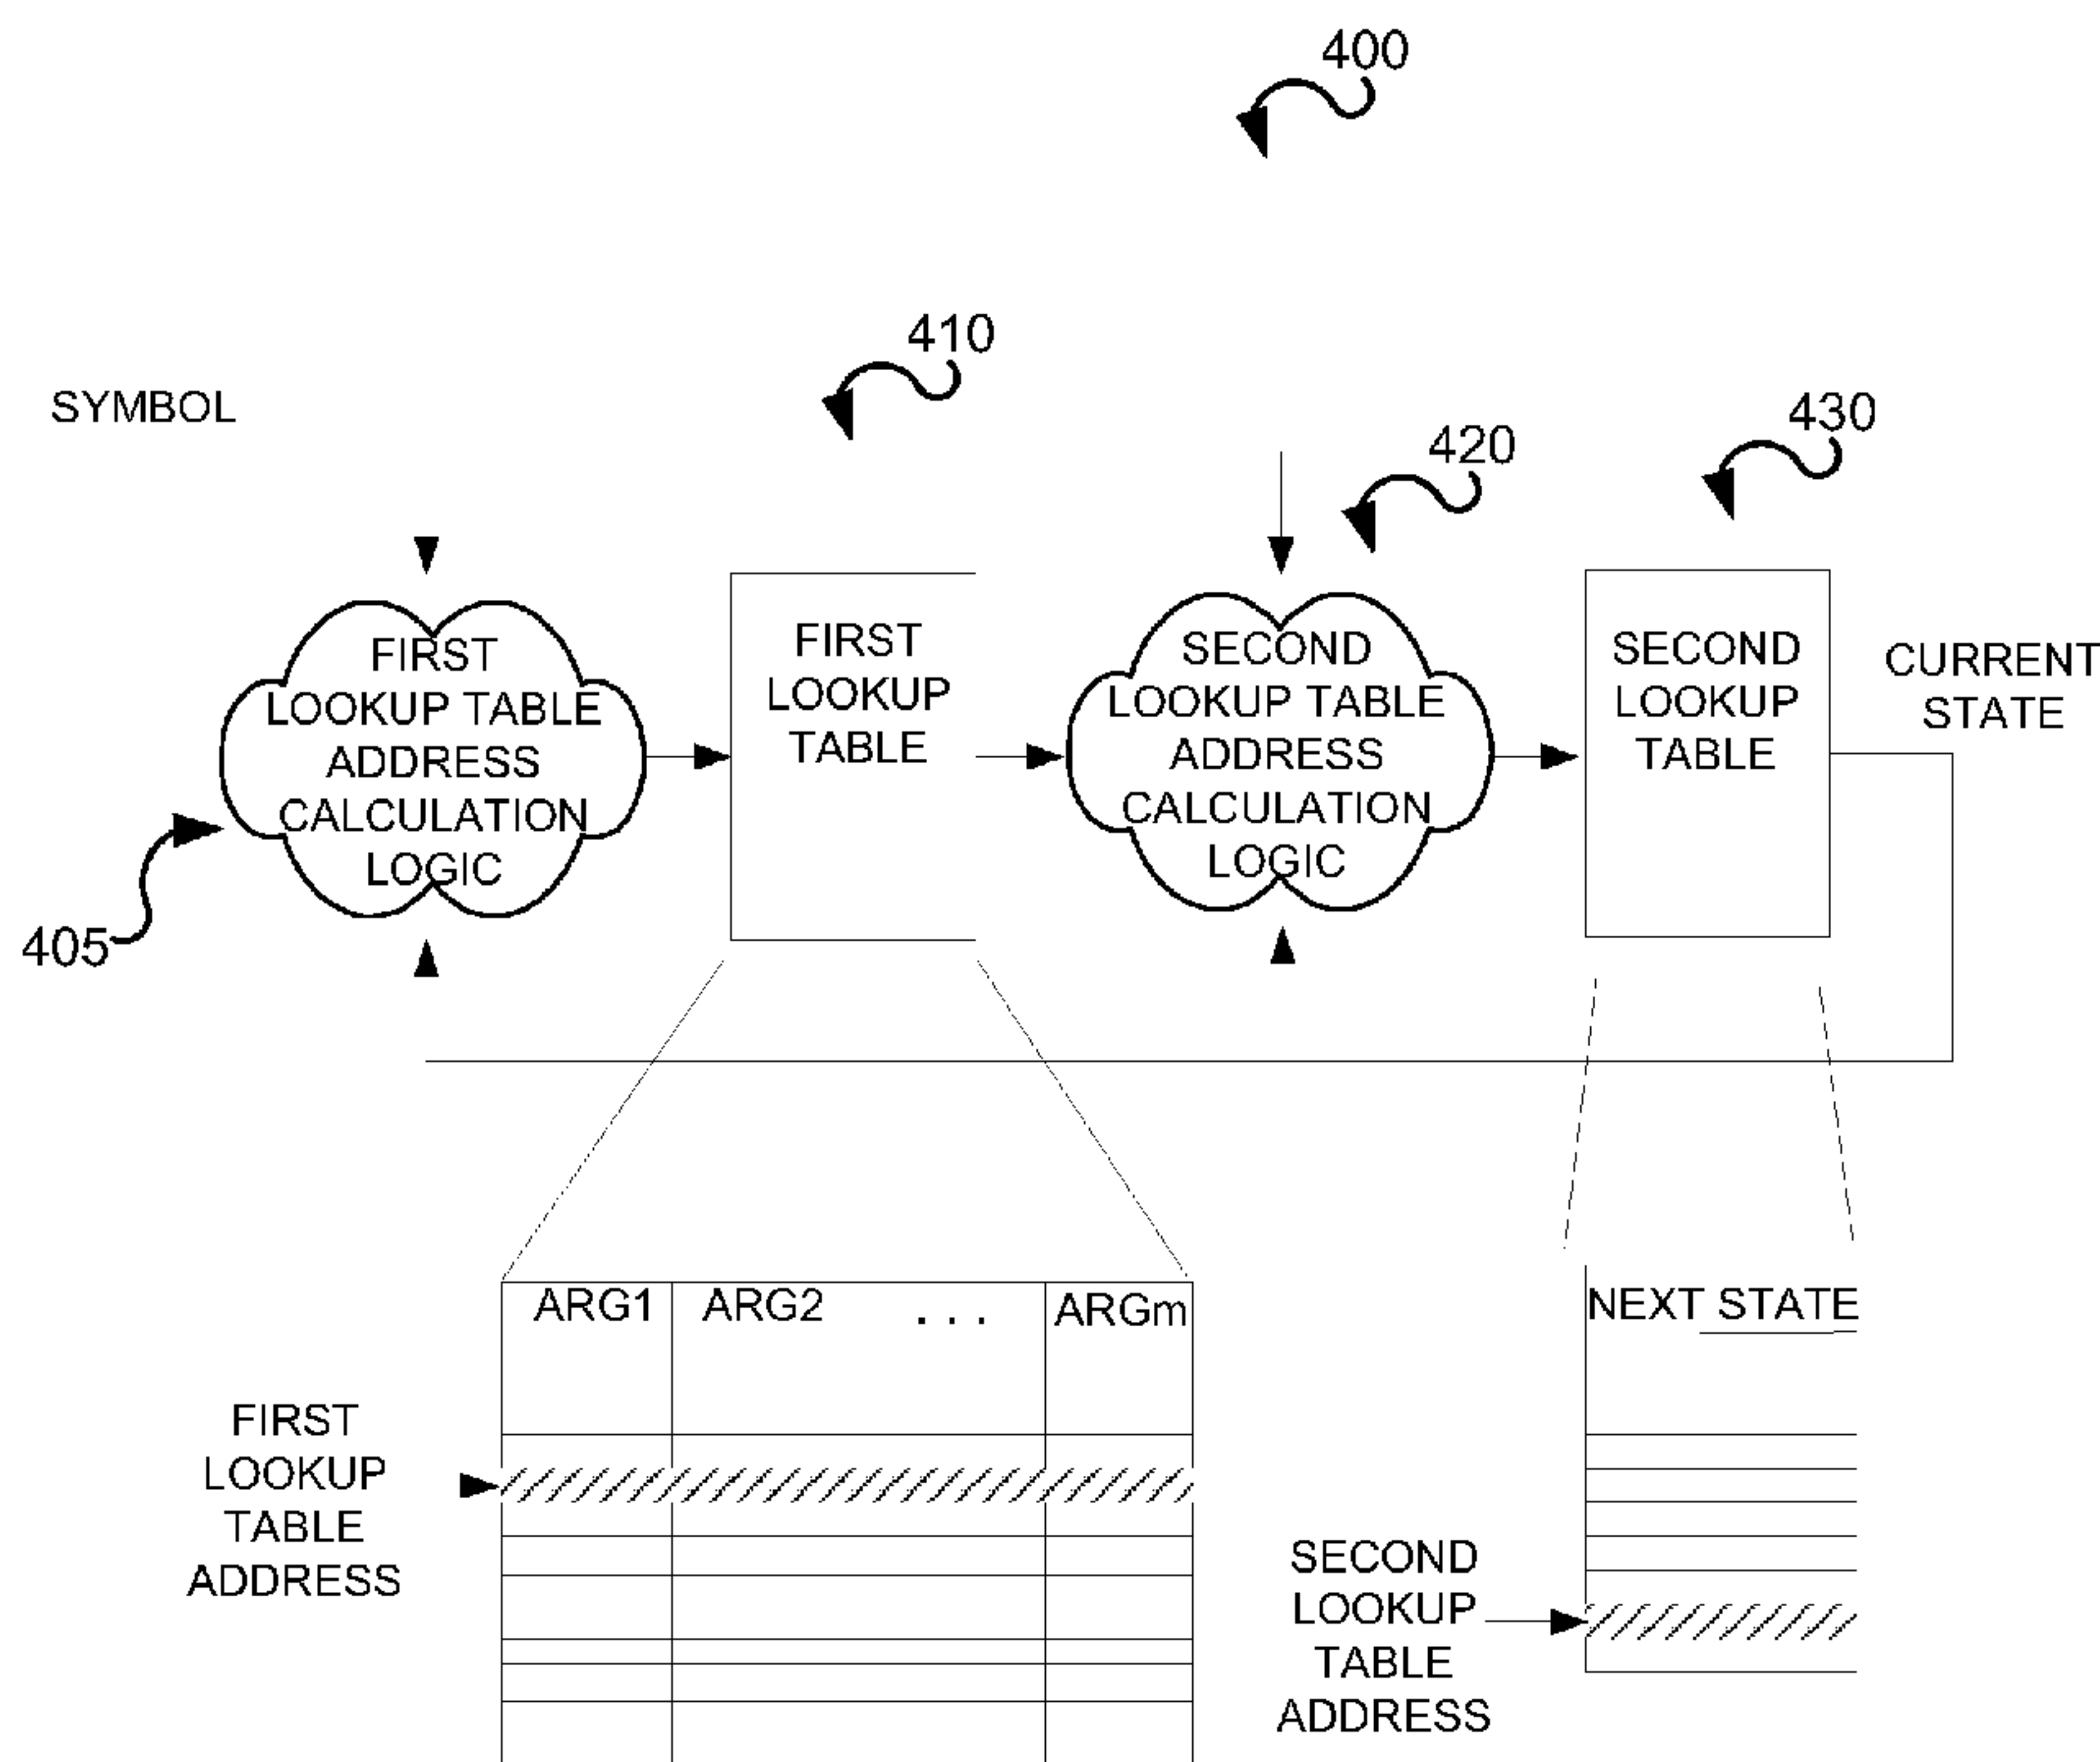 400
410
SYMBOL
430
420
FIRST
LOOKUP TABLE
ADDRESS
CALCULATION
LOGIC
FIRST
LOOKUP
TABLE
SECOND
LOOKUP TABLE
ADDRESS
CALCULATION
LOGIC
SECOND
LOOKUP
TABLE
CURRENT
STATE
405
ARG1 ARG2 ... ARGm
NEXT STATE
FIRST
LOOKUP
TABLE
ADDRESS
SECOND
LOOKUP
TABLE
ADDRESS